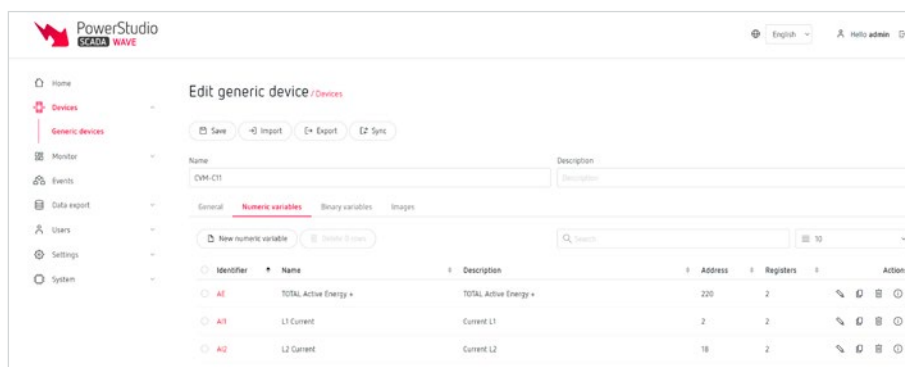 PowerStudio
SCADA WAVE
English
Hello admin
Home
Devices
Generic devices
Monitor
Events
Data export
Users
Settings
System
Edit generic device / Devices
Save
Import
Export
Sync
Name
Description
CVM-C11
Description
General
Numeric variables
Binary variables
Images
New numeric variable
Search
10
Identifier Name Description Address Registers Action
AE TOTAL Active Energy + TOTAL Active Energy + 220 2
AI1 L1 Current Current L1 2 2
AI2 L2 Current Current L2 18 2